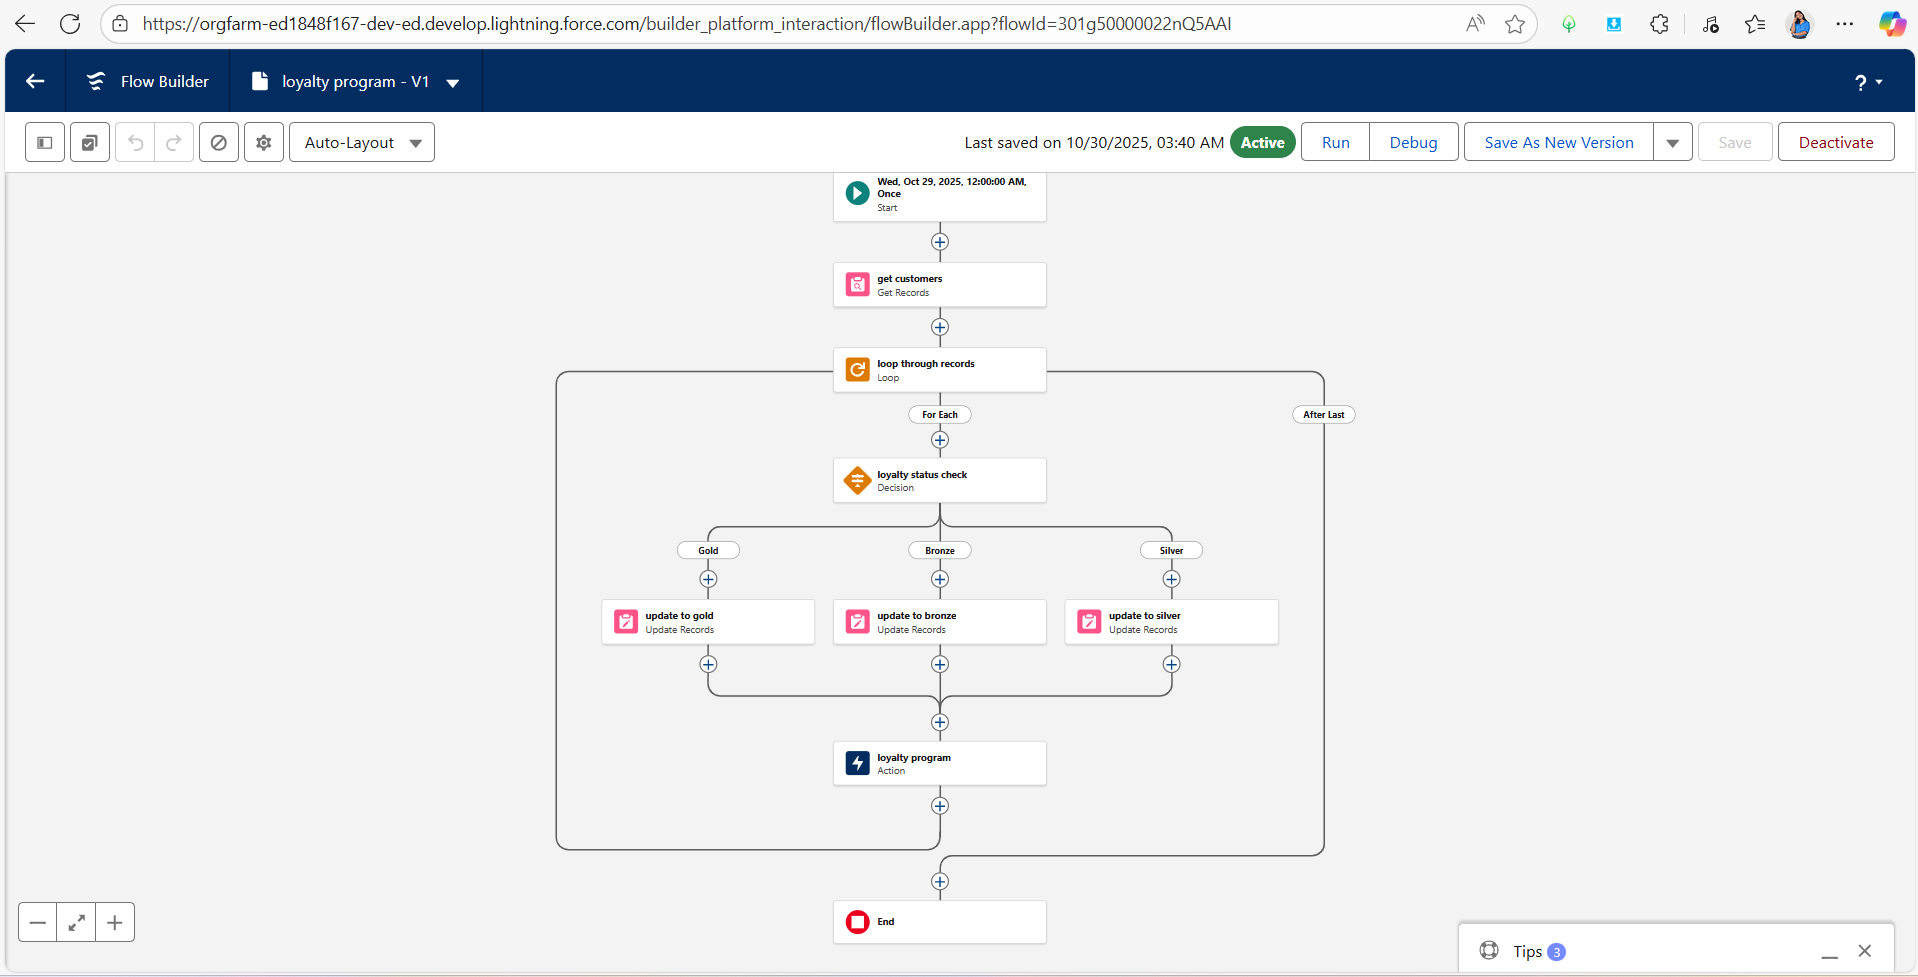 https://orgfarm-ed1848f167-dev-ed.develop.lightning.force.com/builder_platform_interaction/flowBuilder.app?flowId=301g50000022nQ5AAI
Flow Builder
loyalty program - V1
?
Auto-Layout
Last saved on 10/30/2025, 03:40 AM
Active
Run
Debug
Save As New Version
Save
Deactivate
Wed, Oct 29, 2025, 12:00:00 AM,
Once
Start
get customers
Get Records
loop through records
Loop
For Each
After Last
loyalty status check
Decision
Gold
Bronze
Silver
update to gold
Update Records
update to bronze
Update Records
update to silver
Update Records
loyalty program
Action
End
Tips 3